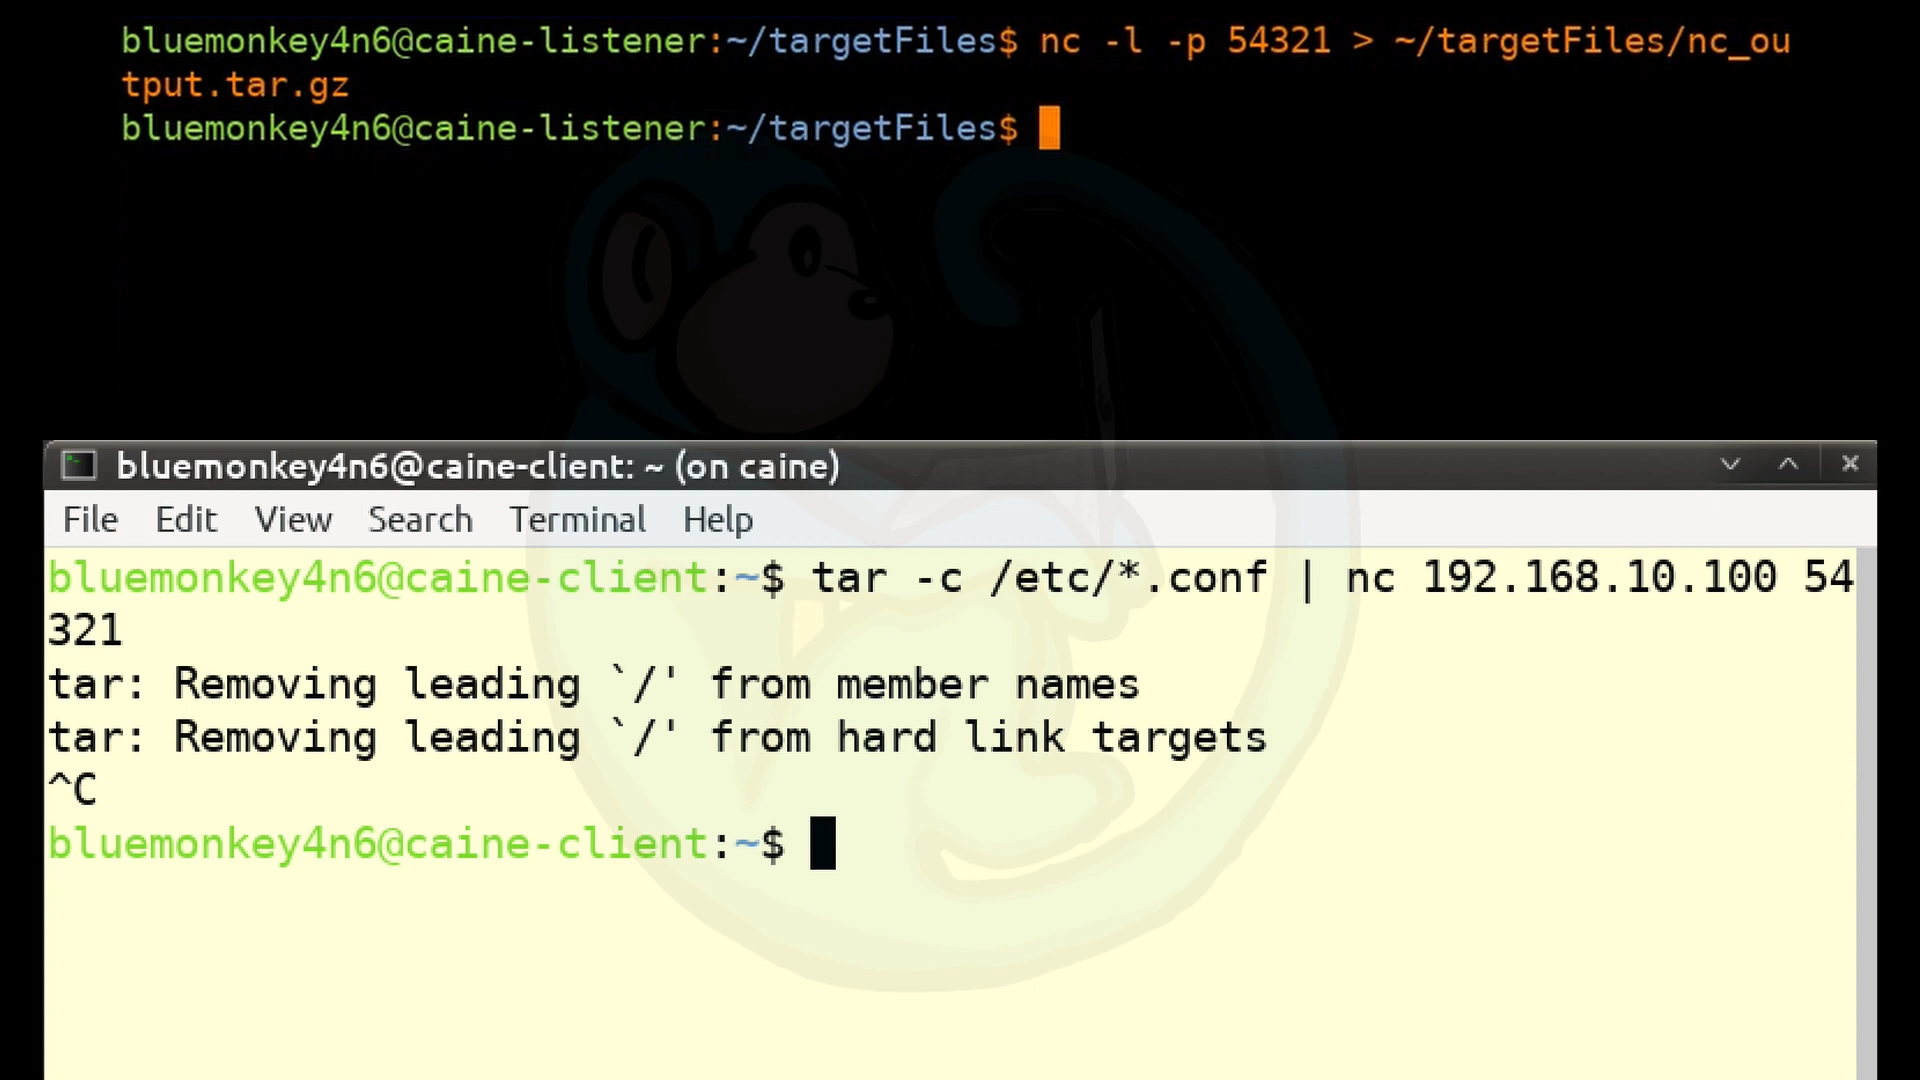 bluemonkey4n6@caine-listener:~/targetFiles$ nc -l -p 54321 > ~/targetFiles/nc_ou
tput.tar.gz
bluemonkey4n6@caine-listener:~/targetFiles$
bluemonkey4n6@caine-client: ~ (on caine)
File Edit View Search Terminal Help
bluemonkey4n6@caine-client:~$ tar -c /etc/*.conf | nc 192.168.10.100 54
321
tar: Removing leading `/' from member names
tar: Removing leading `/' from hard link targets
^C
bluemonkey4n6@caine-client:~$